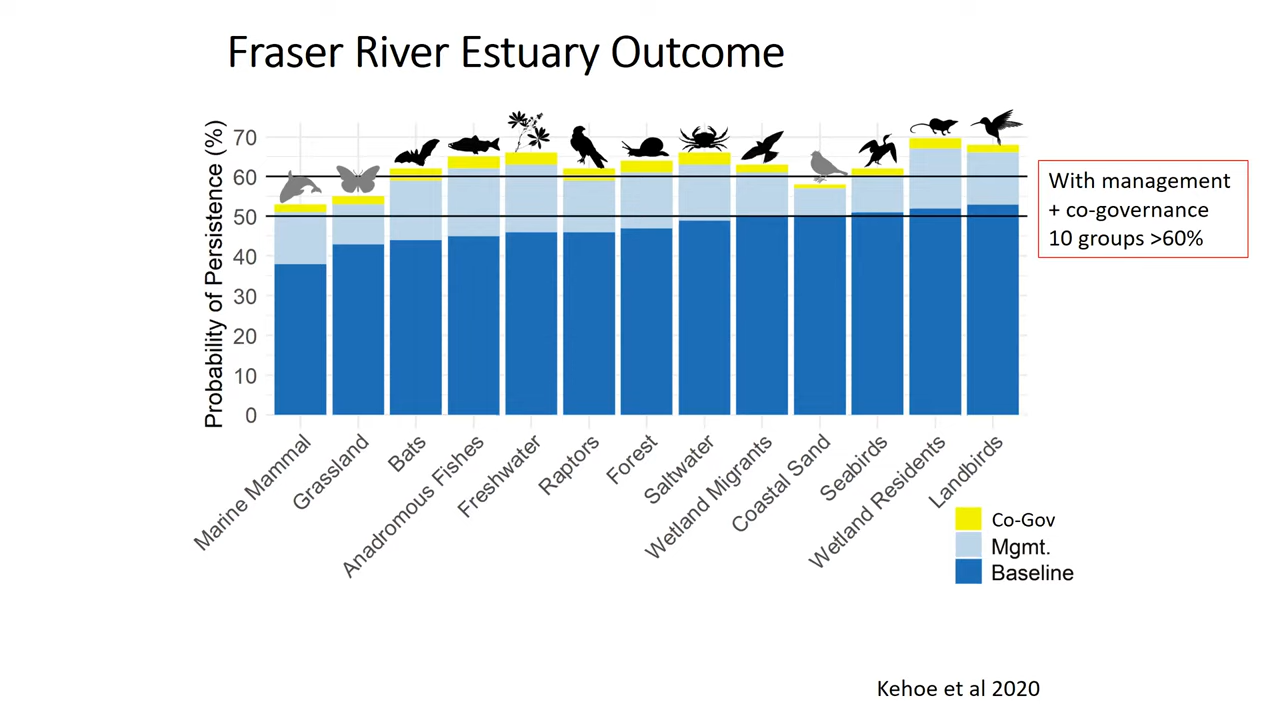 Fraser River Estuary Outcome
Probability of Persistence (%)
70
60
50
40
30
20
10
0
With management
+ co-governance
10 groups >60%
Marine Mammal
Grassland
Bats
Anadromous Fishes
Freshwater
Raptors
Forest
Saltwater
Wetland Migrants
Coastal Sand
Seabirds
Wetland Residents
Landbirds
Co-Gov
Mgmt.
Baseline
Kehoe et al 2020